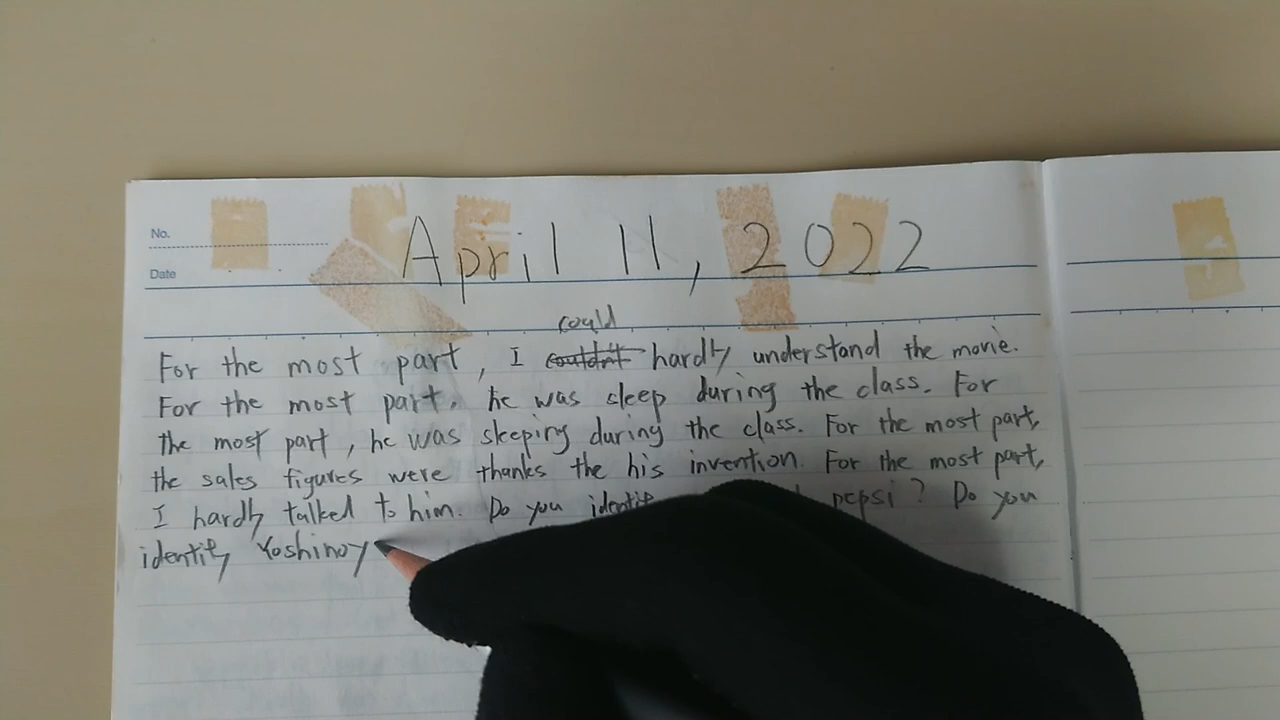 No.
Date
April 11, 2022
could
For the most part, I couldn't hardly understand the movie.
For the most part, he was sleep during the class. For
the most part, he was sleeping during the class. For the most part,
the sales figures were thanks the his invention. For the most part,
I hardly talked to him. Do you pepsi? Do you
identify Yoshinoy